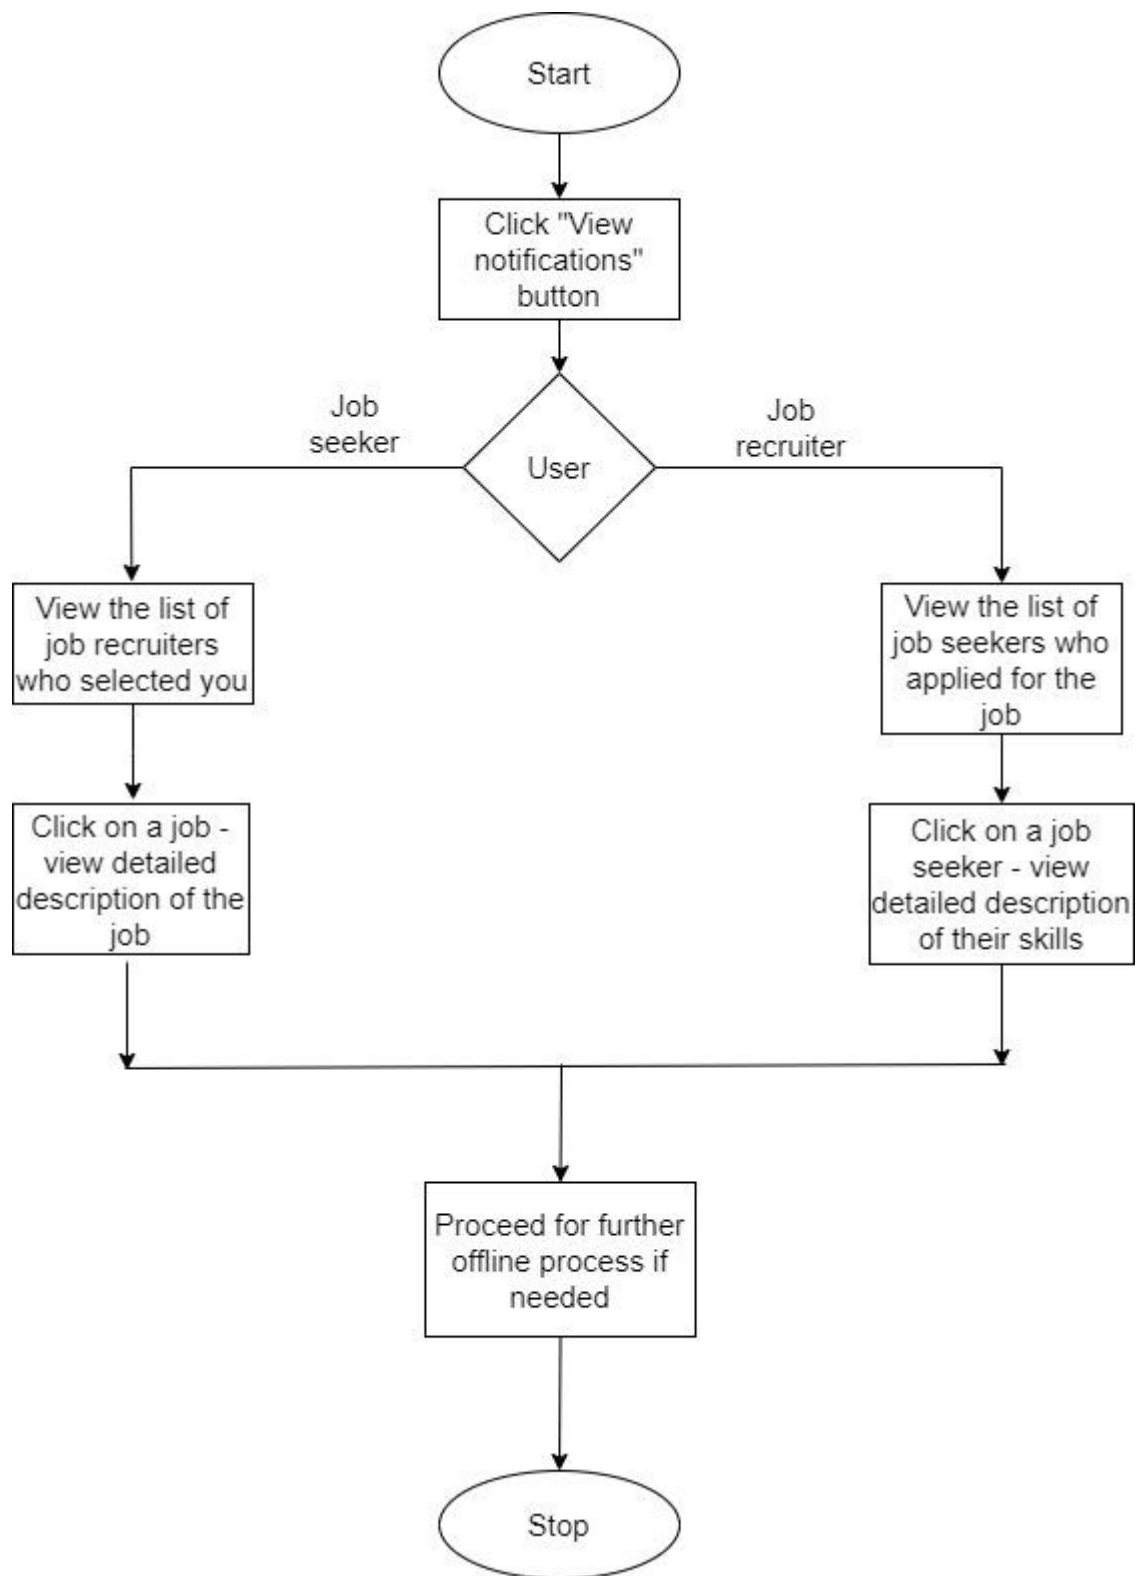 Start
Click "View
notifications"
button
Job
seeker
User
Job
recruiter
View the list of
job recruiters
who selected you
View the list of
job seekers who
applied for the
job
Click on a job -
view detailed
description of the
job
Click on a job
seeker - view
detailed description
of their skills
Proceed for further
offline process if
needed
Stop